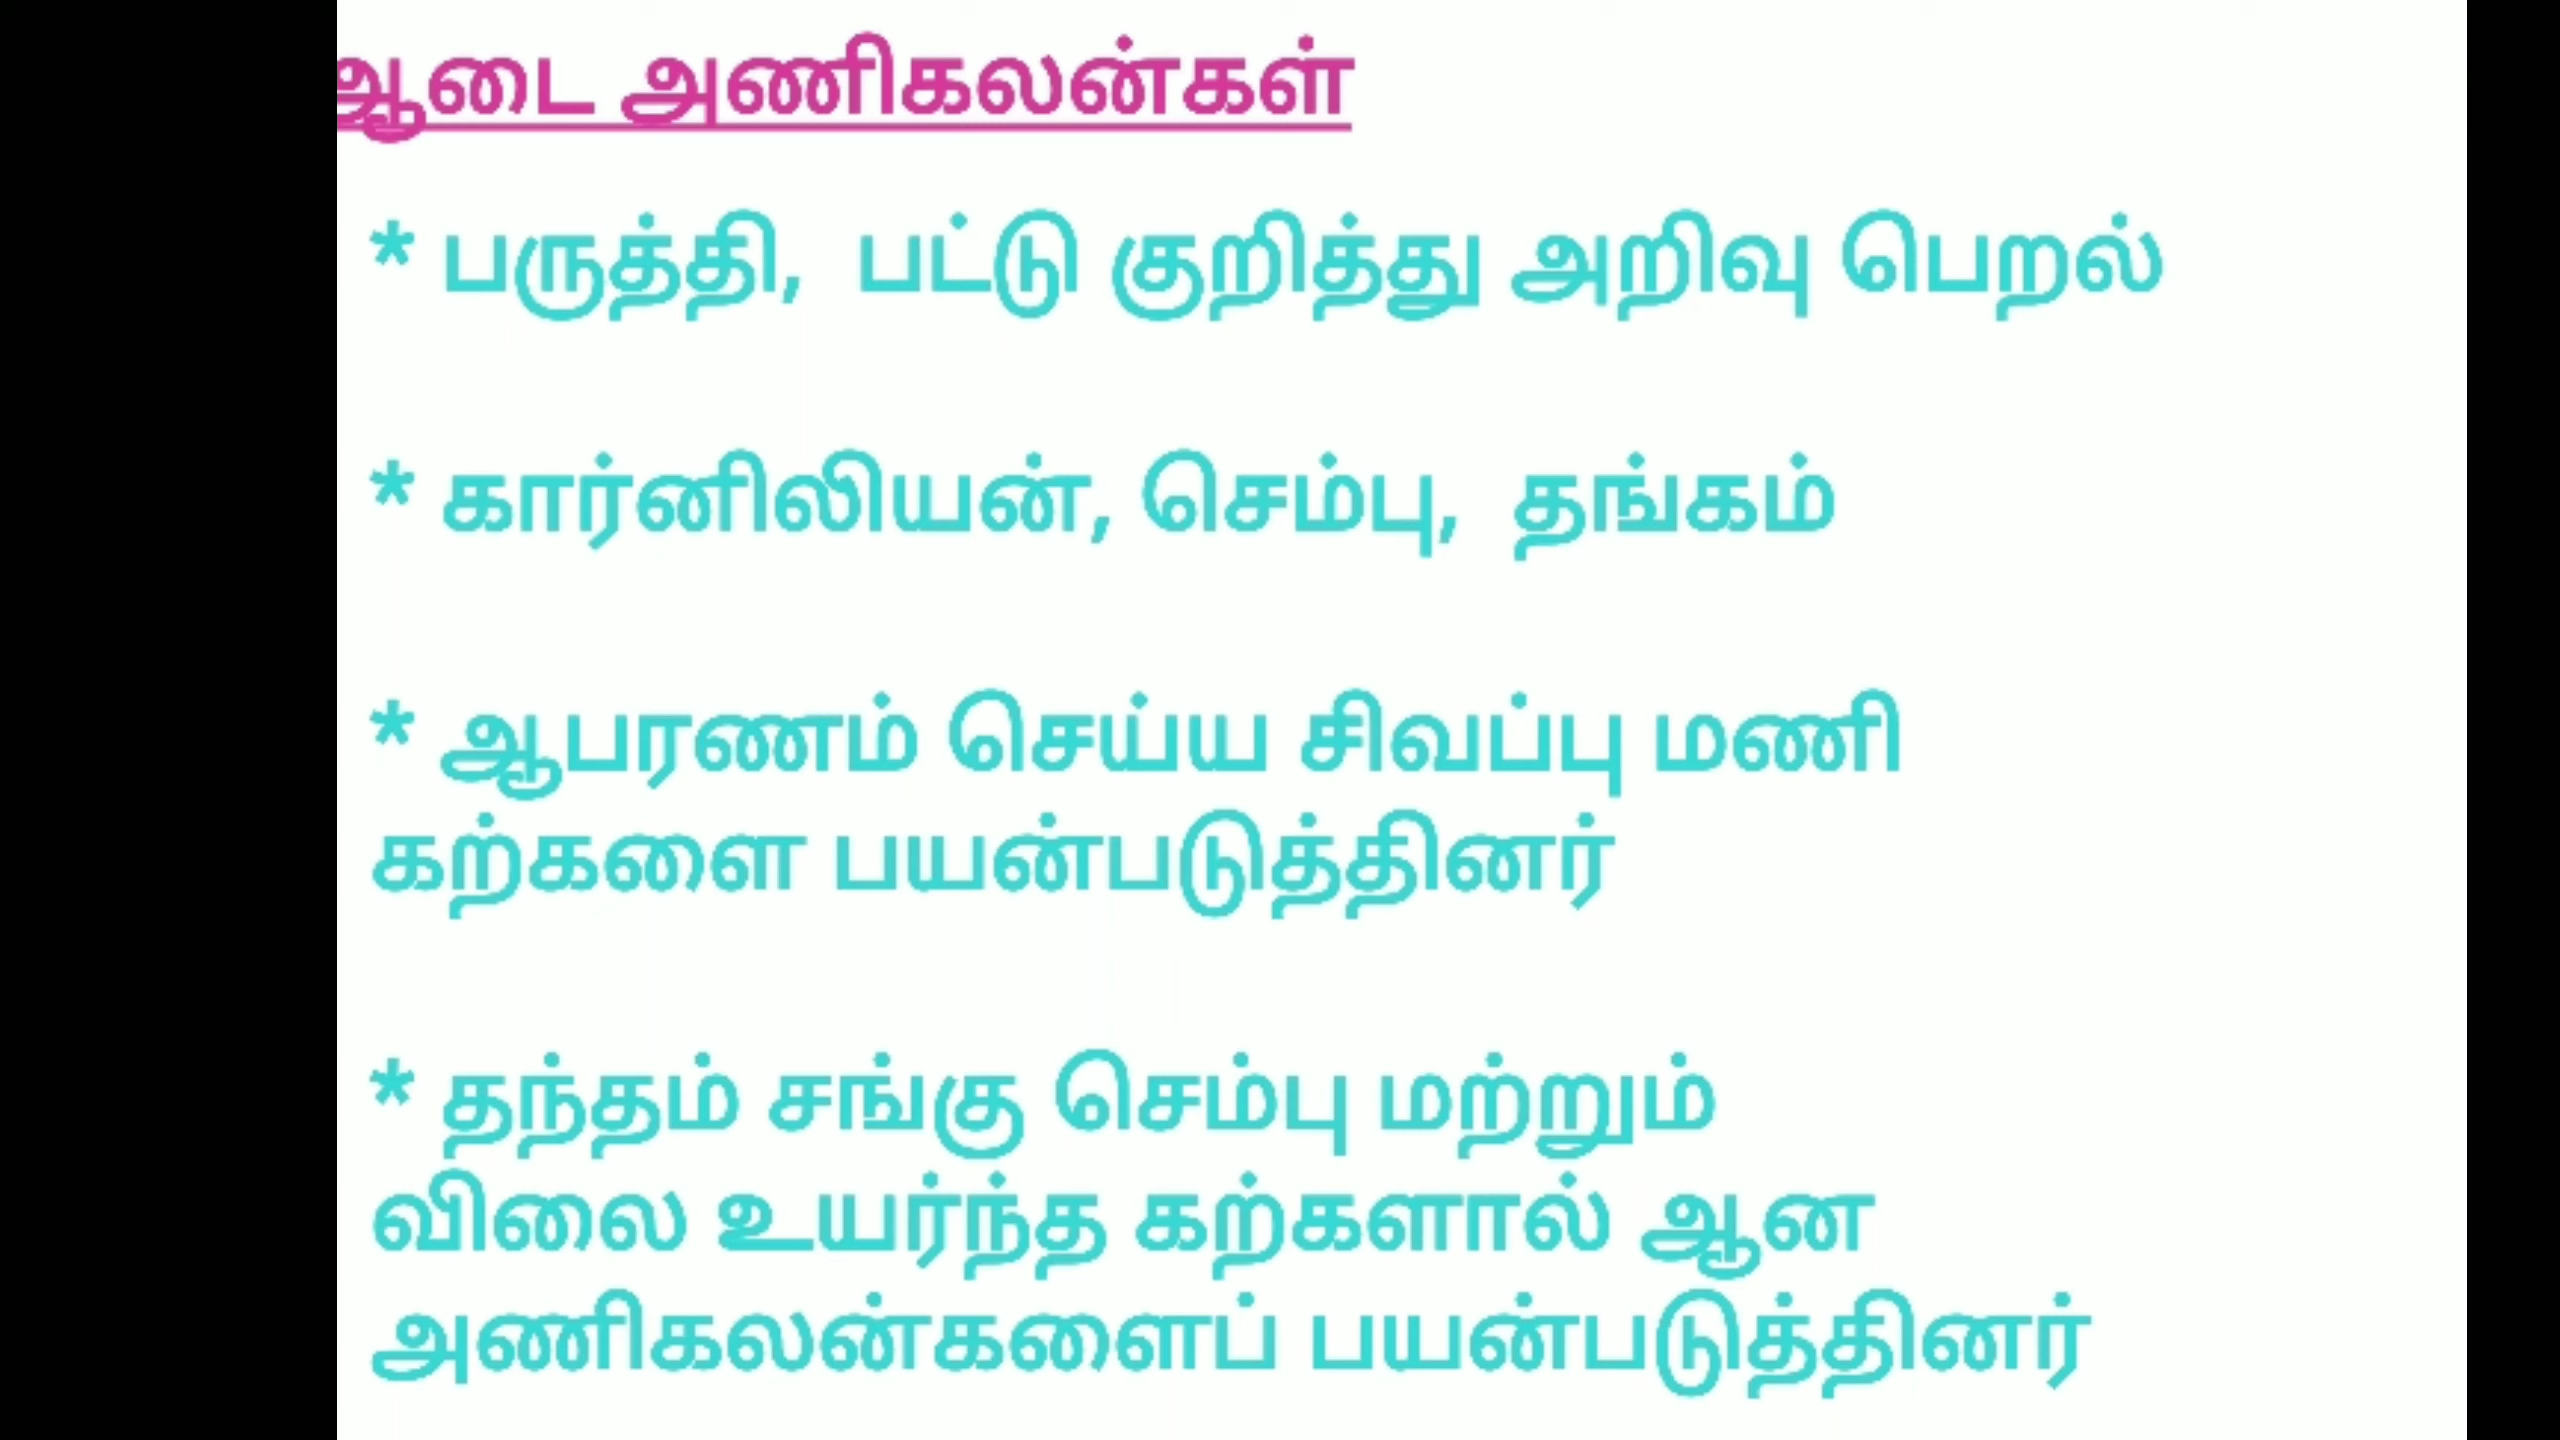 ஆடை அணிகலன்கள்
* பருத்தி, பட்டு குறித்து அறிவு பெறல்
* கார்னிலியன், செம்பு, தங்கம்
* ஆபரணம் செய்ய சிவப்பு மணி
கற்களை பயன்படுத்தினர்
* தந்தம் சங்கு செம்பு மற்றும்
விலை உயர்ந்த கற்களால் ஆன
அணிகலன்களைப் பயன்படுத்தினர்